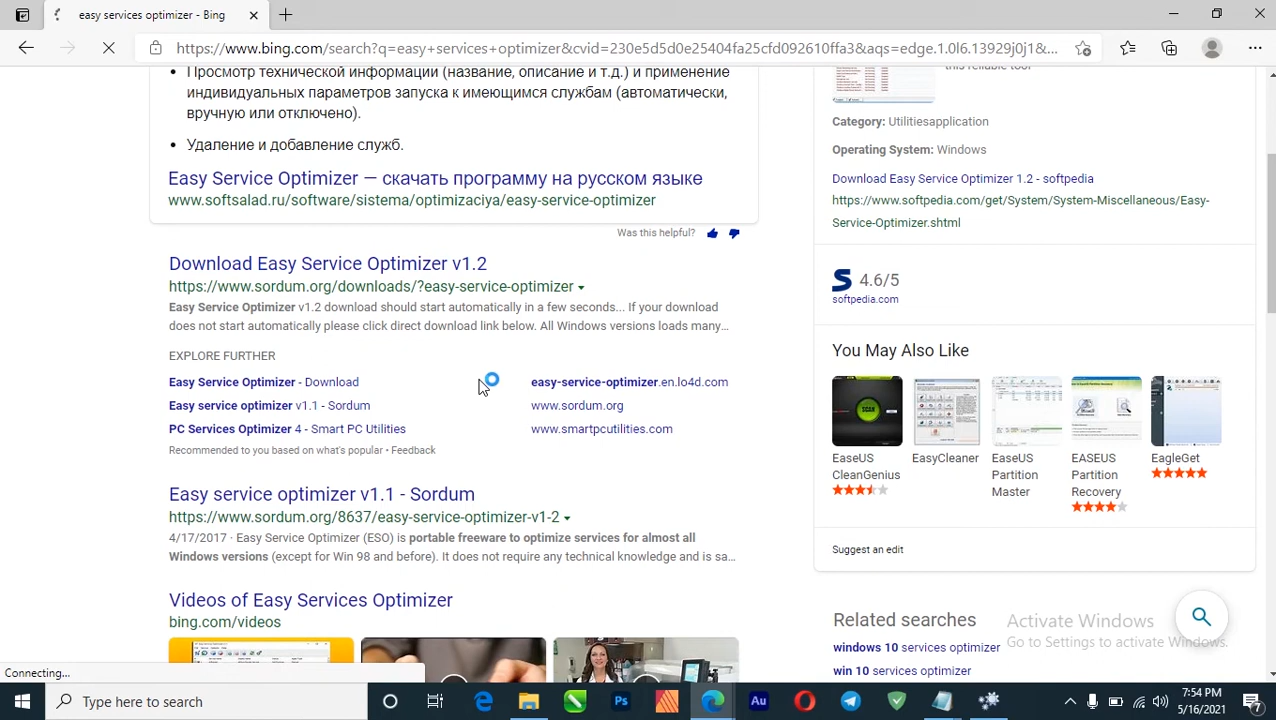 easy services optimizer - Bing
https://www.bing.com/search?q=easy+services+optimizer&cvid=230e5d5d0e25404fa25cfd092610ffa3&aqs=edge.1.0l6.13929j0j1&...
Просмотр технической информации (название, описание и т.д.) и применение
индивидуальных параметров запуска к имеющимся службам (автоматически,
вручную или отключено).
Удаление и добавление служб.
Easy Service Optimizer — скачать программу на русском языке
www.softsalad.ru/software/sistema/optimizaciya/easy-service-optimizer
Was this helpful?
Download Easy Service Optimizer v1.2
https://www.sordum.org/downloads/?easy-service-optimizer
Easy Service Optimizer v1.2 download should start automatically in a few seconds... If your download
does not start automatically please click direct download link below. All Windows versions loads many...
EXPLORE FURTHER
Easy Service Optimizer - Download easy-service-optimizer.en.lo4d.com
Easy service optimizer v1.1 - Sordum www.sordum.org
PC Services Optimizer 4 - Smart PC Utilities www.smartpcutilities.com
Recommended to you based on what's popular • Feedback
Easy service optimizer v1.1 - Sordum
https://www.sordum.org/8637/easy-service-optimizer-v1-2
4/17/2017 · Easy Service Optimizer (ESO) is portable freeware to optimize services for almost all
Windows versions (except for Win 98 and before). It does not require any technical knowledge and is sa...
Videos of Easy Services Optimizer
bing.com/videos
this reliable tool
Category: Utilitiesapplication
Operating System: Windows
Download Easy Service Optimizer 1.2 - softpedia
https://www.softpedia.com/get/System/System-Miscellaneous/Easy-
Service-Optimizer.shtml
S 4.6/5
softpedia.com
You May Also Like
SCAN
EaseUS
CleanGenius
EasyCleaner
EaseUS
Partition
Master
EASEUS
Partition
Recovery
EagleGet
Suggest an edit
Related searches
windows 10 services optimizer
win 10 services optimizer
Activate Windows
Go to Settings to activate Windows.
Connecting...
Type here to search
Ps
Au
7:54 PM
5/16/2021
7